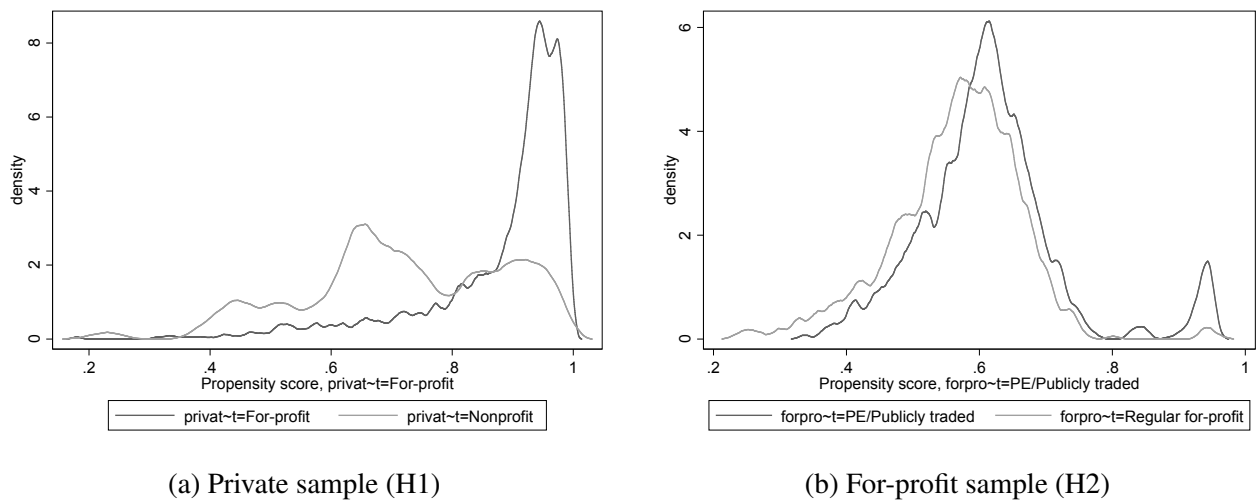 8
6
4
2
0
density
.2 .4 .6 .8 1
Propensity score, privat~t=For-profit
privat~t=For-profit privat~t=Nonprofit
(a) Private sample (H1)
6
4
2
0
density
.2 .4 .6 .8 1
Propensity score, forpro~t=PE/Publicly traded
forpro~t=PE/Publicly traded forpro~t=Regular for-profit
(b) For-profit sample (H2)